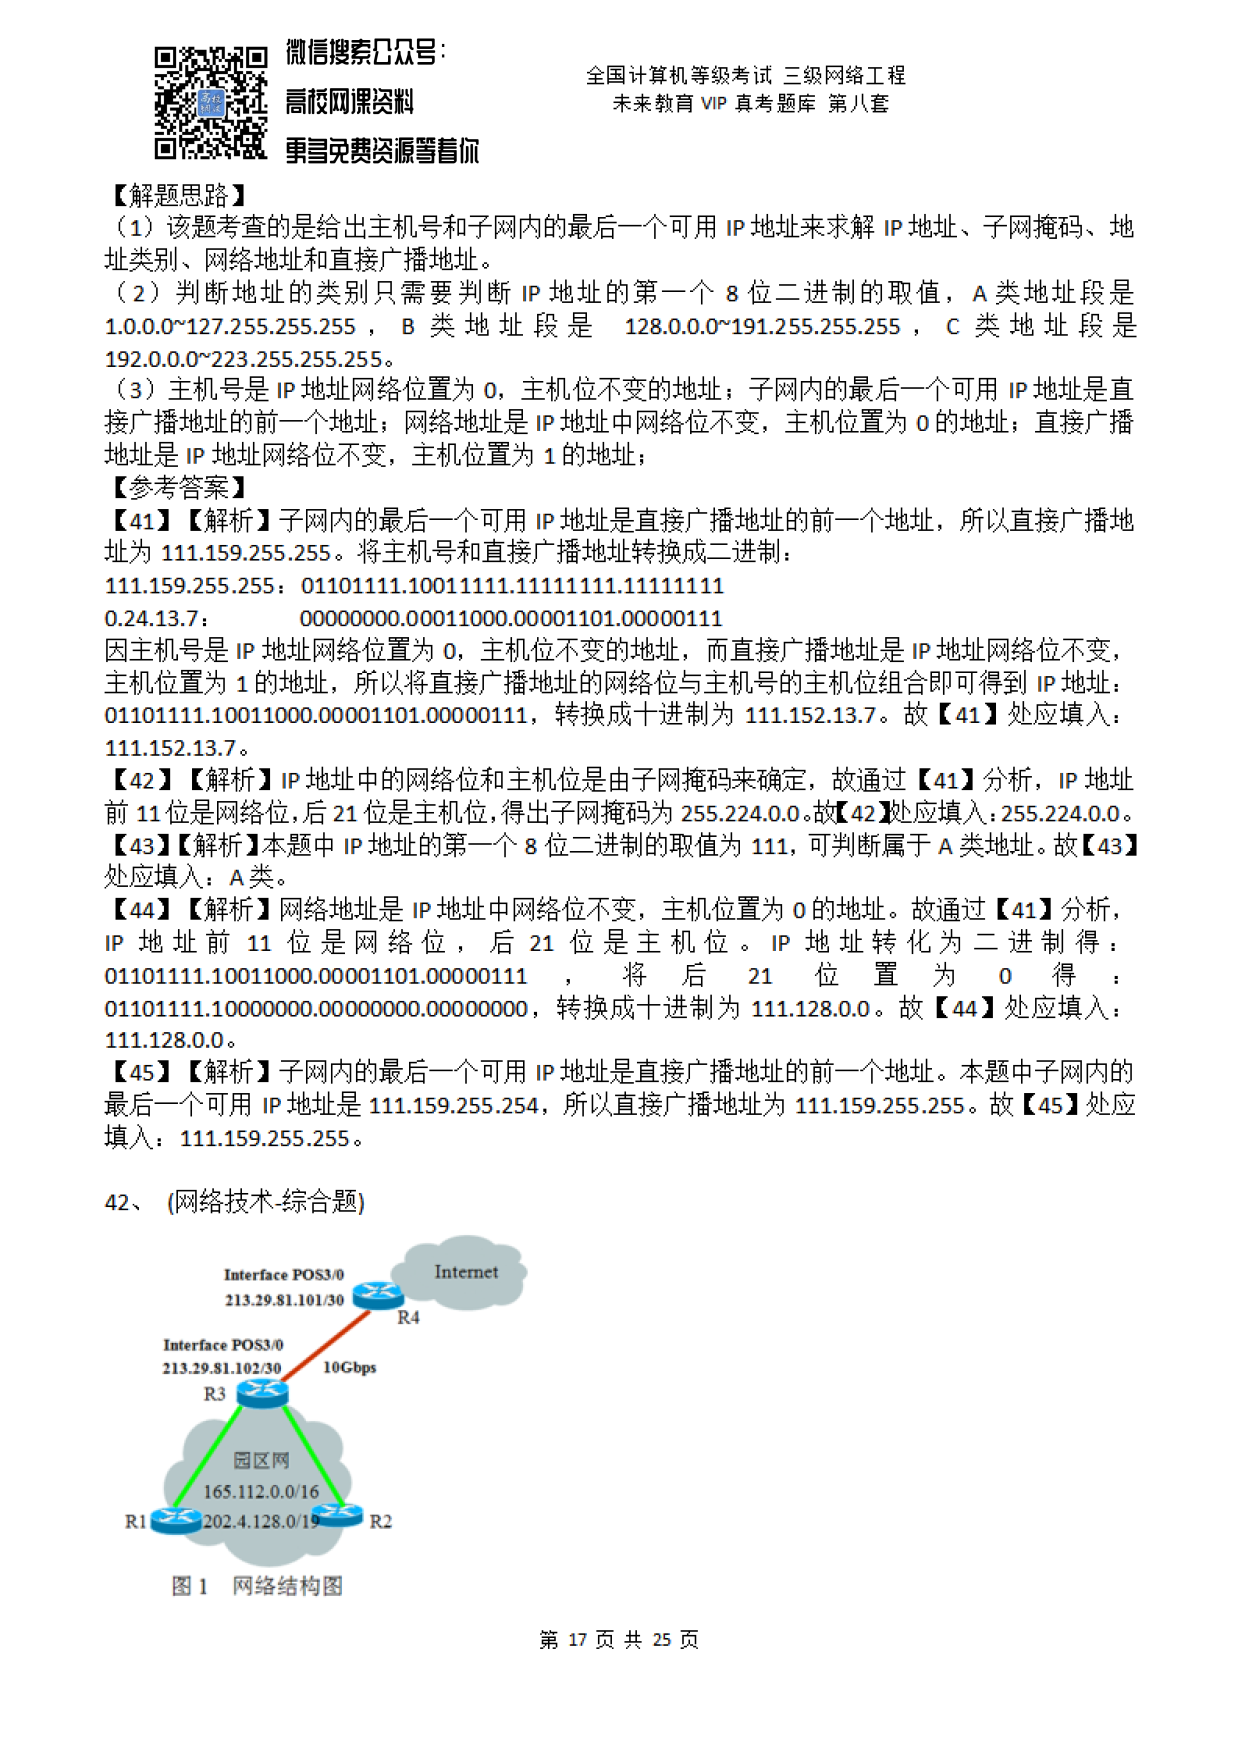 微信搜索公众号：
高校网课资料
更多免费资源等着你
全国计算机等级考试 三级网络工程
未来教育 VIP 真考题库 第八套
【解题思路】
（1）该题考查的是给出主机号和子网内的最后一个可用 IP 地址来求解 IP 地址、子网掩码、地
址类别、网络地址和直接广播地址。
（2）判断地址的类别只需要判断 IP 地址的第一个 8 位二进制的取值，A 类地址段是
1.0.0.0~127.255.255.255，B 类地址段是 128.0.0.0~191.255.255.255，C 类地址段是
192.0.0.0~223.255.255.255。
（3）主机号是 IP 地址网络位置为 0，主机位不变的地址；子网内的最后一个可用 IP 地址是直
接广播地址的前一个地址；网络地址是 IP 地址中网络位不变，主机位置为 0 的地址；直接广播
地址是 IP 地址网络位不变，主机位置为 1 的地址；
【参考答案】
【41】【解析】子网内的最后一个可用 IP 地址是直接广播地址的前一个地址，所以直接广播地
址为 111.159.255.255。将主机号和直接广播地址转换成二进制：
111.159.255.255：01101111.10011111.11111111.11111111
0.24.13.7： 00000000.00011000.00001101.00000111
因主机号是 IP 地址网络位置为 0，主机位不变的地址，而直接广播地址是 IP 地址网络位不变，
主机位置为 1 的地址，所以将直接广播地址的网络位与主机号的主机位组合即可得到 IP 地址：
01101111.10011000.00001101.00000111，转换成十进制为 111.152.13.7。故【41】处应填入：
111.152.13.7。
【42】【解析】IP 地址中的网络位和主机位是由子网掩码来确定，故通过【41】分析，IP 地址
前 11 位是网络位，后 21 位是主机位，得出子网掩码为 255.224.0.0。故【42】处应填入：255.224.0.0。
【43】【解析】本题中 IP 地址的第一个 8 位二进制的取值为 111，可判断属于 A 类地址。故【43】
处应填入：A 类。
【44】【解析】网络地址是 IP 地址中网络位不变，主机位置为 0 的地址。故通过【41】分析，
IP 地址前 11 位是网络位，后 21 位是主机位。IP 地址转化为二进制得：
01101111.10011000.00001101.00000111，将后 21 位置为 0 得：
01101111.10000000.00000000.00000000，转换成十进制为 111.128.0.0。故【44】处应填入：
111.128.0.0。
【45】【解析】子网内的最后一个可用 IP 地址是直接广播地址的前一个地址。本题中子网内的
最后一个可用 IP 地址是 111.159.255.254，所以直接广播地址为 111.159.255.255。故【45】处应
填入：111.159.255.255。
42、 (网络技术-综合题)
Internet
Interface POS3/0
213.29.81.101/30
R4
Interface POS3/0
213.29.81.102/30
10Gbps
R3
园区网
165.112.0.0/16
R1
202.4.128.0/19
R2
图 1 网络结构图
第 17 页 共 25 页